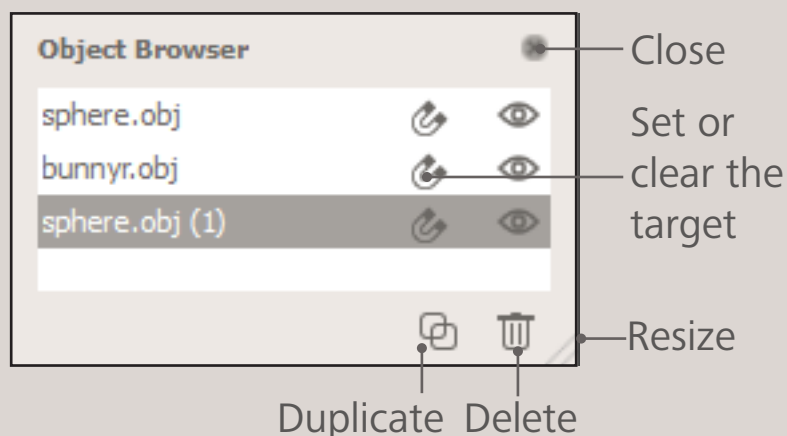 Object Browser
Close
sphere.obj
bunnyr.obj
sphere.obj (1)
Set or
clear the
target
Resize
Duplicate Delete